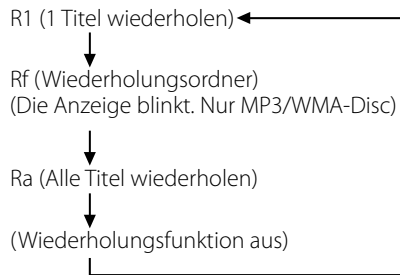 R1 (1 Titel wiederholen)
Rf (Wiederholungsordner)
(Die Anzeige blinkt. Nur MP3/WMA-Disc)
Ra (Alle Titel wiederholen)
(Wiederholungsfunktion aus)